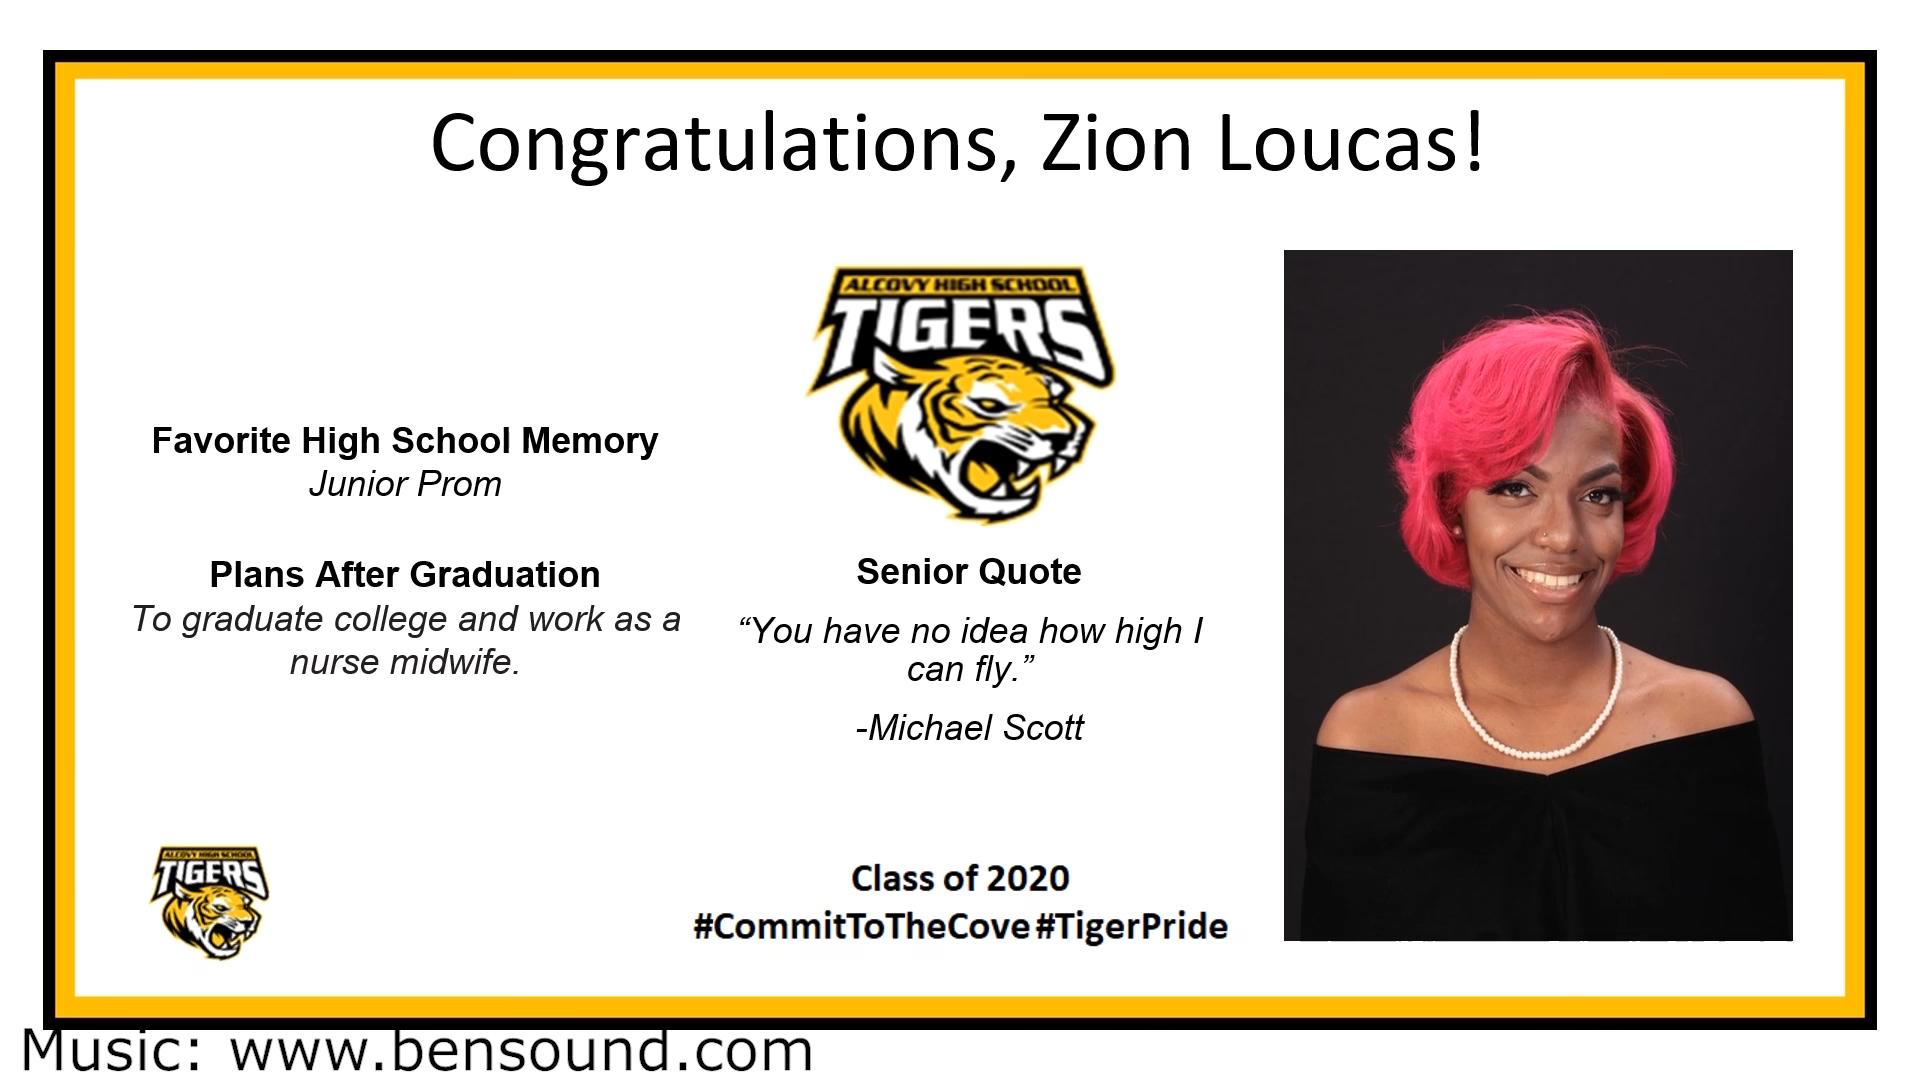 Congratulations, Zion Loucas!
ALCOVY HIGH SCHOOL
TIGERS
Favorite High School Memory
Junior Prom
Plans After Graduation
To graduate college and work as a
nurse midwife.
Senior Quote
“You have no idea how high I
can fly.”
-Michael Scott
ALCOVY HIGH SCHOOL
TIGERS
Class of 2020
#CommitToTheCove #TigerPride
Music: www.bensound.com